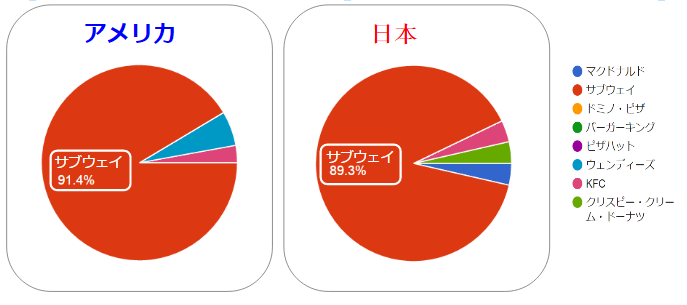 アメリカ
日本
サブウェイ
91.4%
サブウェイ
89.3%
マクドナルド
サブウェイ
ドミノ・ピザ
バーガーキング
ピザハット
ウェンディーズ
KFC
クリスピー・クリー
ム・ドーナツ